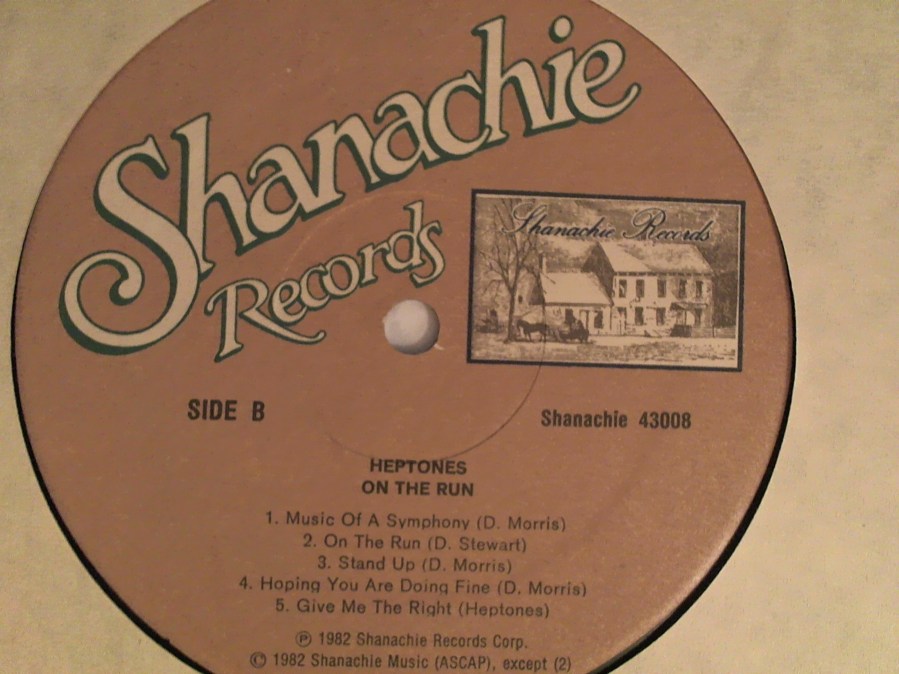 Shanachie
Records
Shanachie Records
SIDE B
Shanachie 43008
HEPTONES
ON THE RUN
1. Music Of A Symphony (D. Morris)
2. On The Run (D. Stewart)
3. Stand Up (D. Morris)
4. Hoping You Are Doing Fine (D. Morris)
5. Give Me The Right (Heptones)
℗ 1982 Shanachie Records Corp.
© 1982 Shanachie Music (ASCAP), except (2)